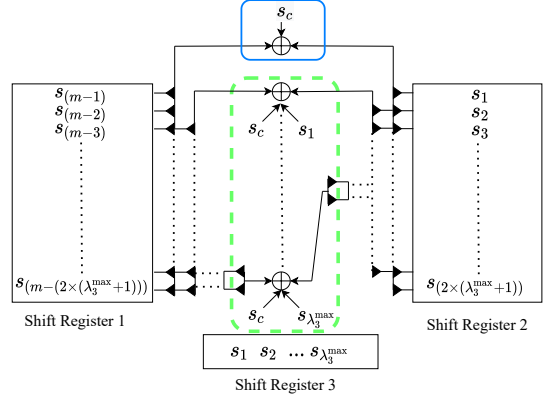 s_c
s_(m−1)
s_(m−2)
s_(m−3)
s_(m−(2×(λ_3^max+1)))
Shift Register 1
s_c s_1
s_c s_{λ_3^max}
s_1
s_2
s_3
s_(2×(λ_3^max+1))
Shift Register 2
s_1 s_2 ... s_{λ_3^max}
Shift Register 3